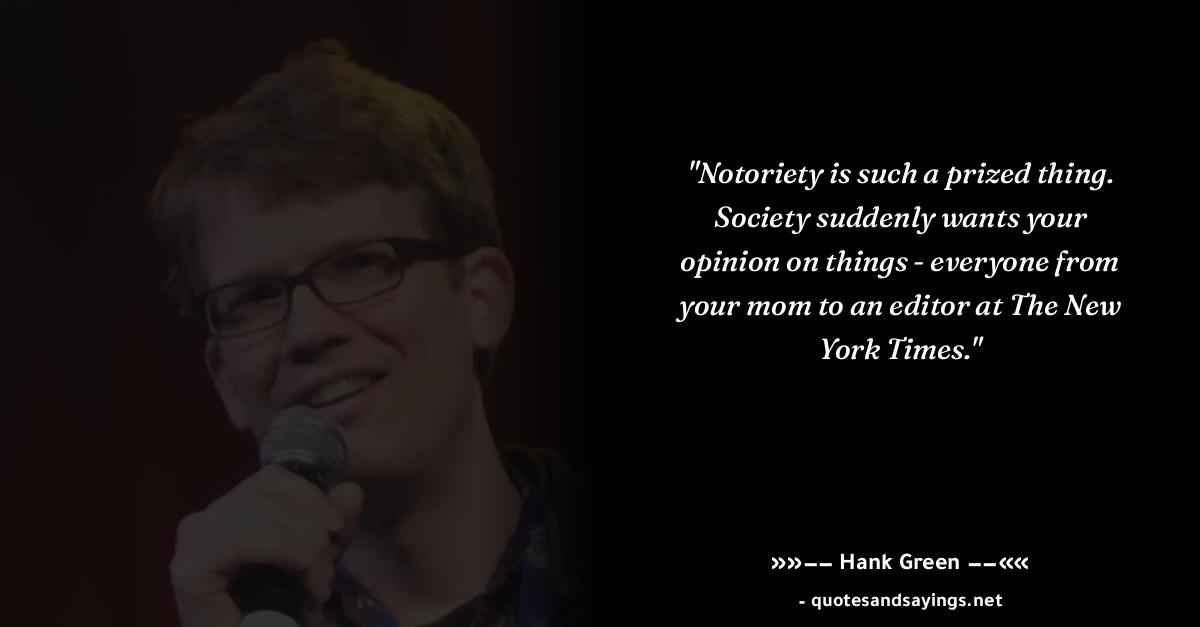 "Notoriety is such a prized thing.
Society suddenly wants your
opinion on things - everyone from
your mom to an editor at The New
York Times."
»»–– Hank Green ––««
- quotesandsayings.net